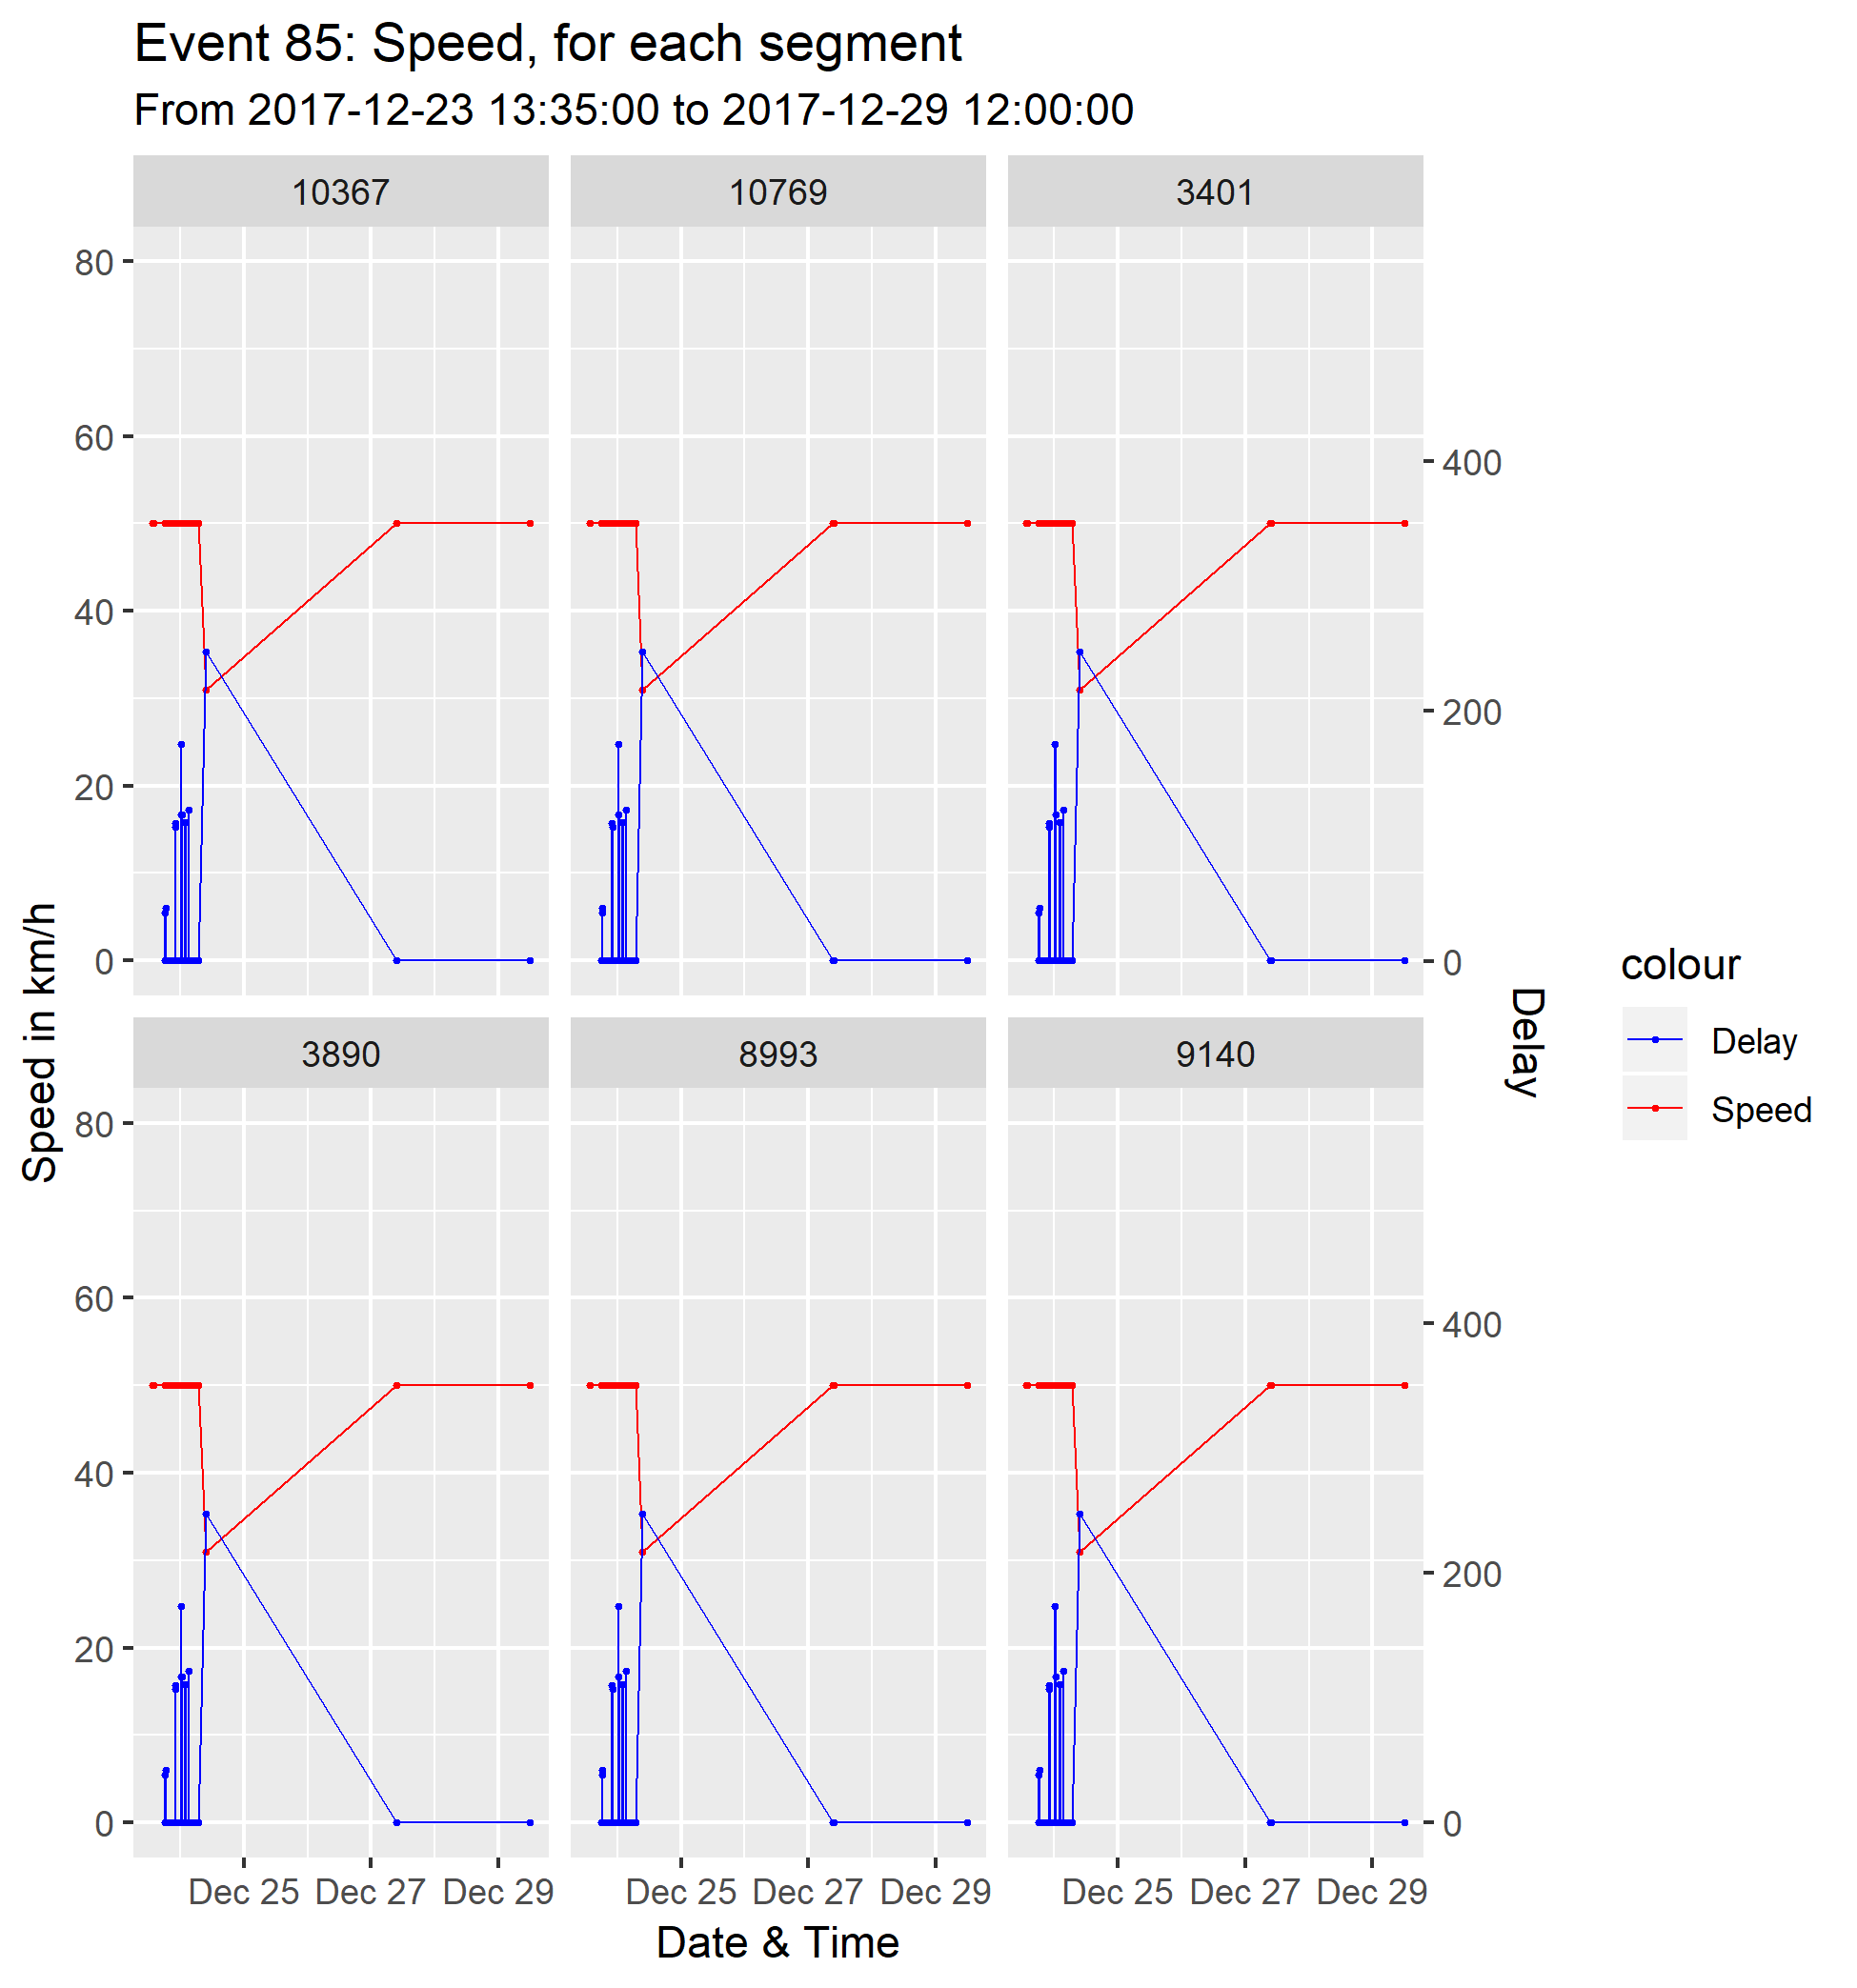 Event 85: Speed, for each segment
From 2017-12-23 13:35:00 to 2017-12-29 12:00:00
10367 10769 3401
80
60
40
20
0
400
200
0
3890 8993 9140
80
60
40
20
0
400
200
0
Dec 25 Dec 27 Dec 29 Dec 25 Dec 27 Dec 29 Dec 25 Dec 27 Dec 29
Date & Time
Speed in km/h
Delay
colour
Delay
Speed